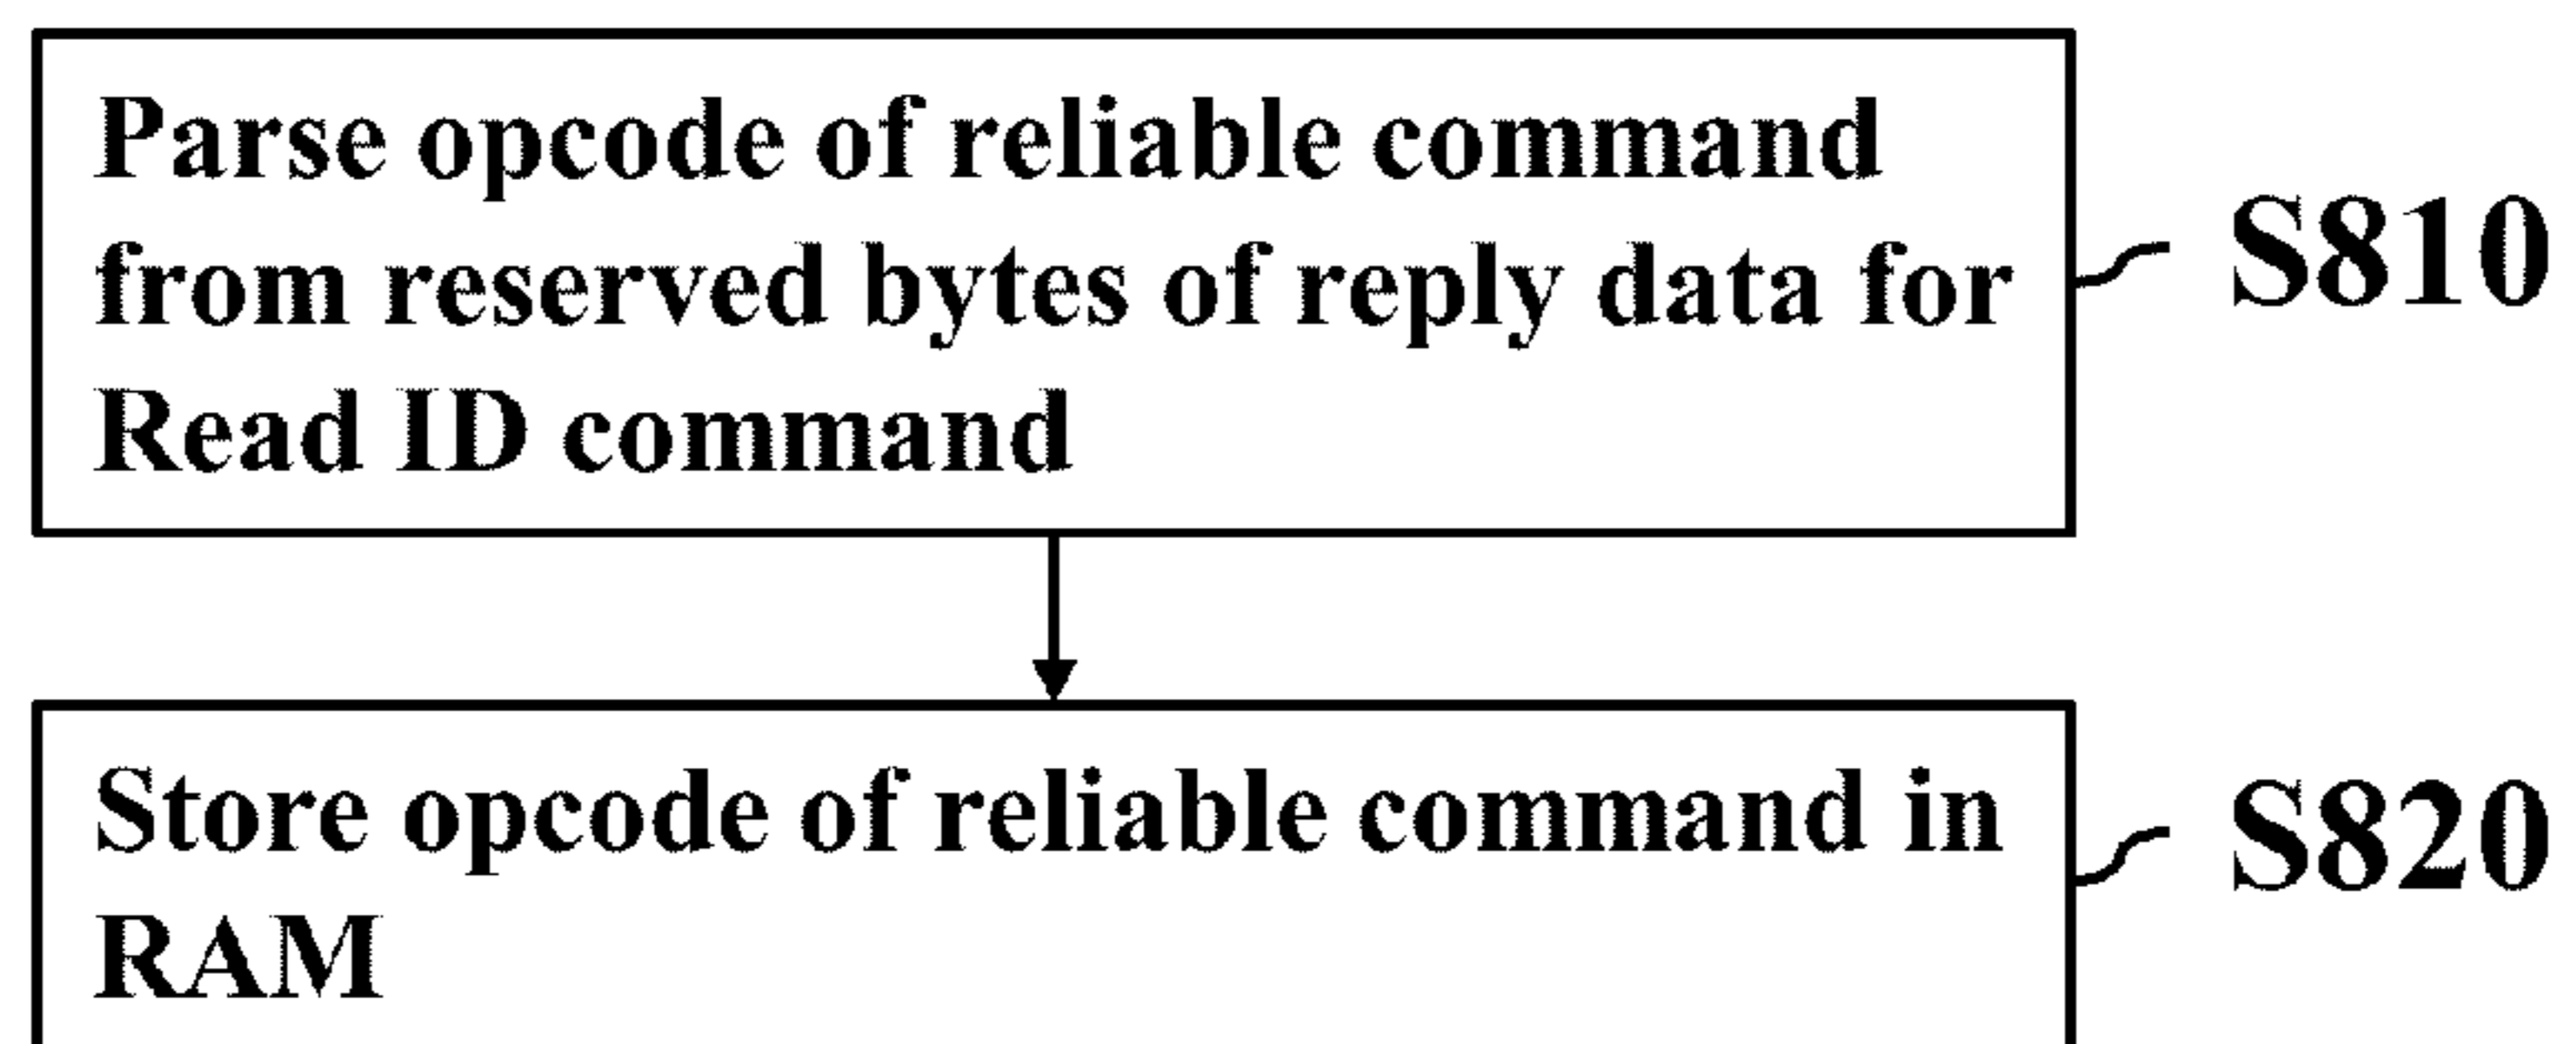 Parse opcode of reliable command
from reserved bytes of reply data for
Read ID command
S810
Store opcode of reliable command in
RAM
S820